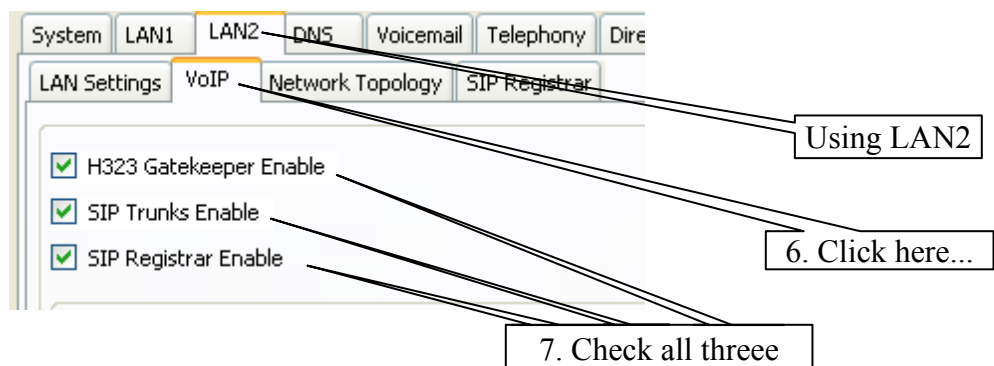 System LAN1 LAN2 DNS Voicemail Telephony Dire
LAN Settings VoIP Network Topology SIP Registrar
Using LAN2
H323 Gatekeeper Enable
SIP Trunks Enable
SIP Registrar Enable
6. Click here...
7. Check all threee